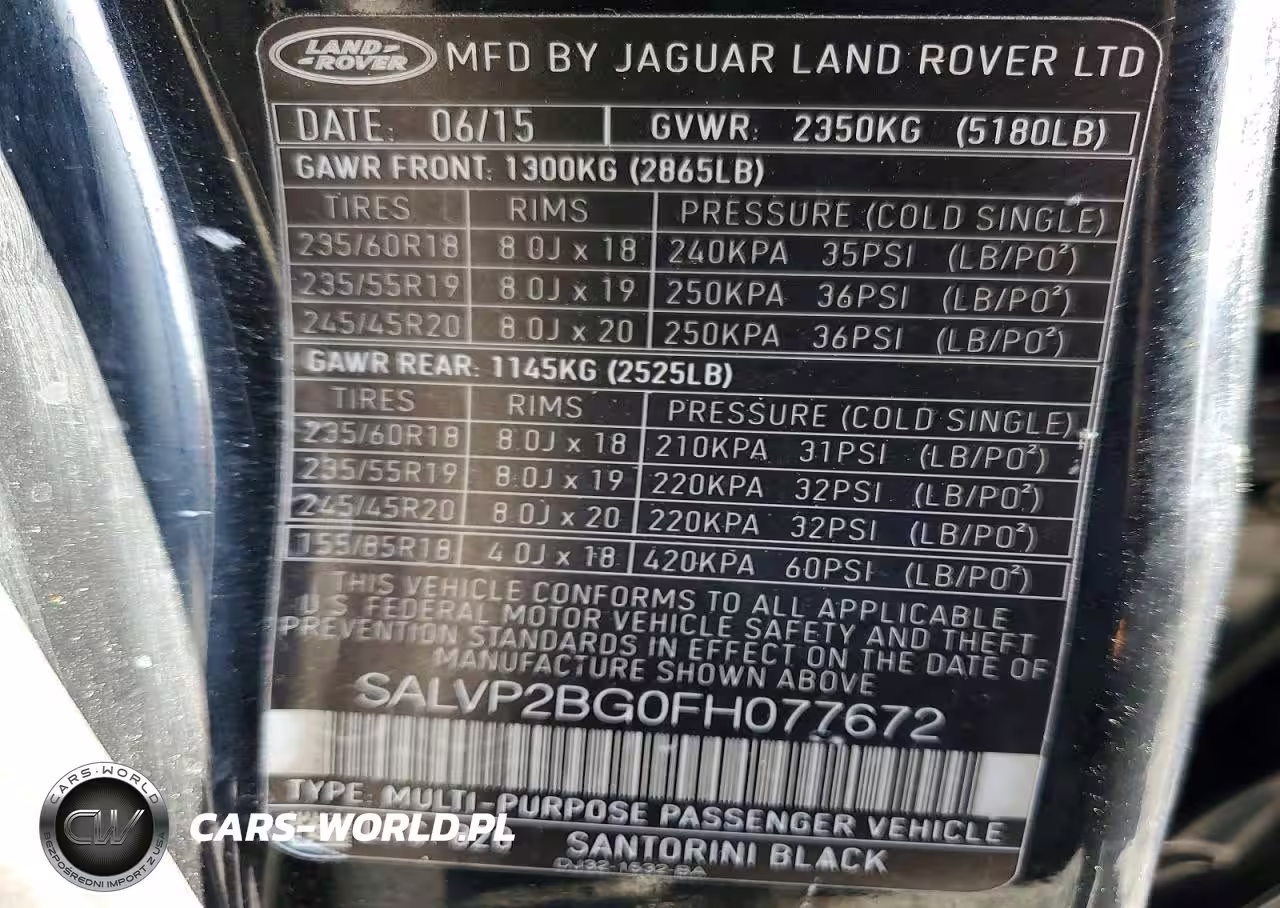 LAND ROVER MFD BY JAGUAR LAND ROVER LTD
DATE: 06/15 GVWR: 2350KG (5180LB)
GAWR FRONT: 1300KG (2865LB)
TIRES RIMS PRESSURE (COLD SINGLE)
235/60R18 8.0J x 18 240KPA 35PSI (LB/PO²)
235/55R19 8.0J x 19 250KPA 36PSI (LB/PO²)
245/45R20 8.0J x 20 250KPA 36PSI (LB/PO²)
GAWR REAR: 1145KG (2525LB)
TIRES RIMS PRESSURE (COLD SINGLE)
235/60R18 8.0J x 18 210KPA 31PSI (LB/PO²)
235/55R19 8.0J x 19 220KPA 32PSI (LB/PO²)
245/45R20 8.0J x 20 220KPA 32PSI (LB/PO²)
155/85R18 4.0J x 18 420KPA 60PSI (LB/PO²)
THIS VEHICLE CONFORMS TO ALL APPLICABLE
U.S. FEDERAL MOTOR VEHICLE SAFETY AND THEFT
PREVENTION STANDARDS IN EFFECT ON THE DATE OF
MANUFACTURE SHOWN ABOVE
SALVP2BG0FH077672
TYPE: MULTI-PURPOSE PASSENGER VEHICLE
SANTORINI BLACK
CARS-WORLD
CW
BEZPOŚREDNI IMPORT Z USA
CARS-WORLD.PL